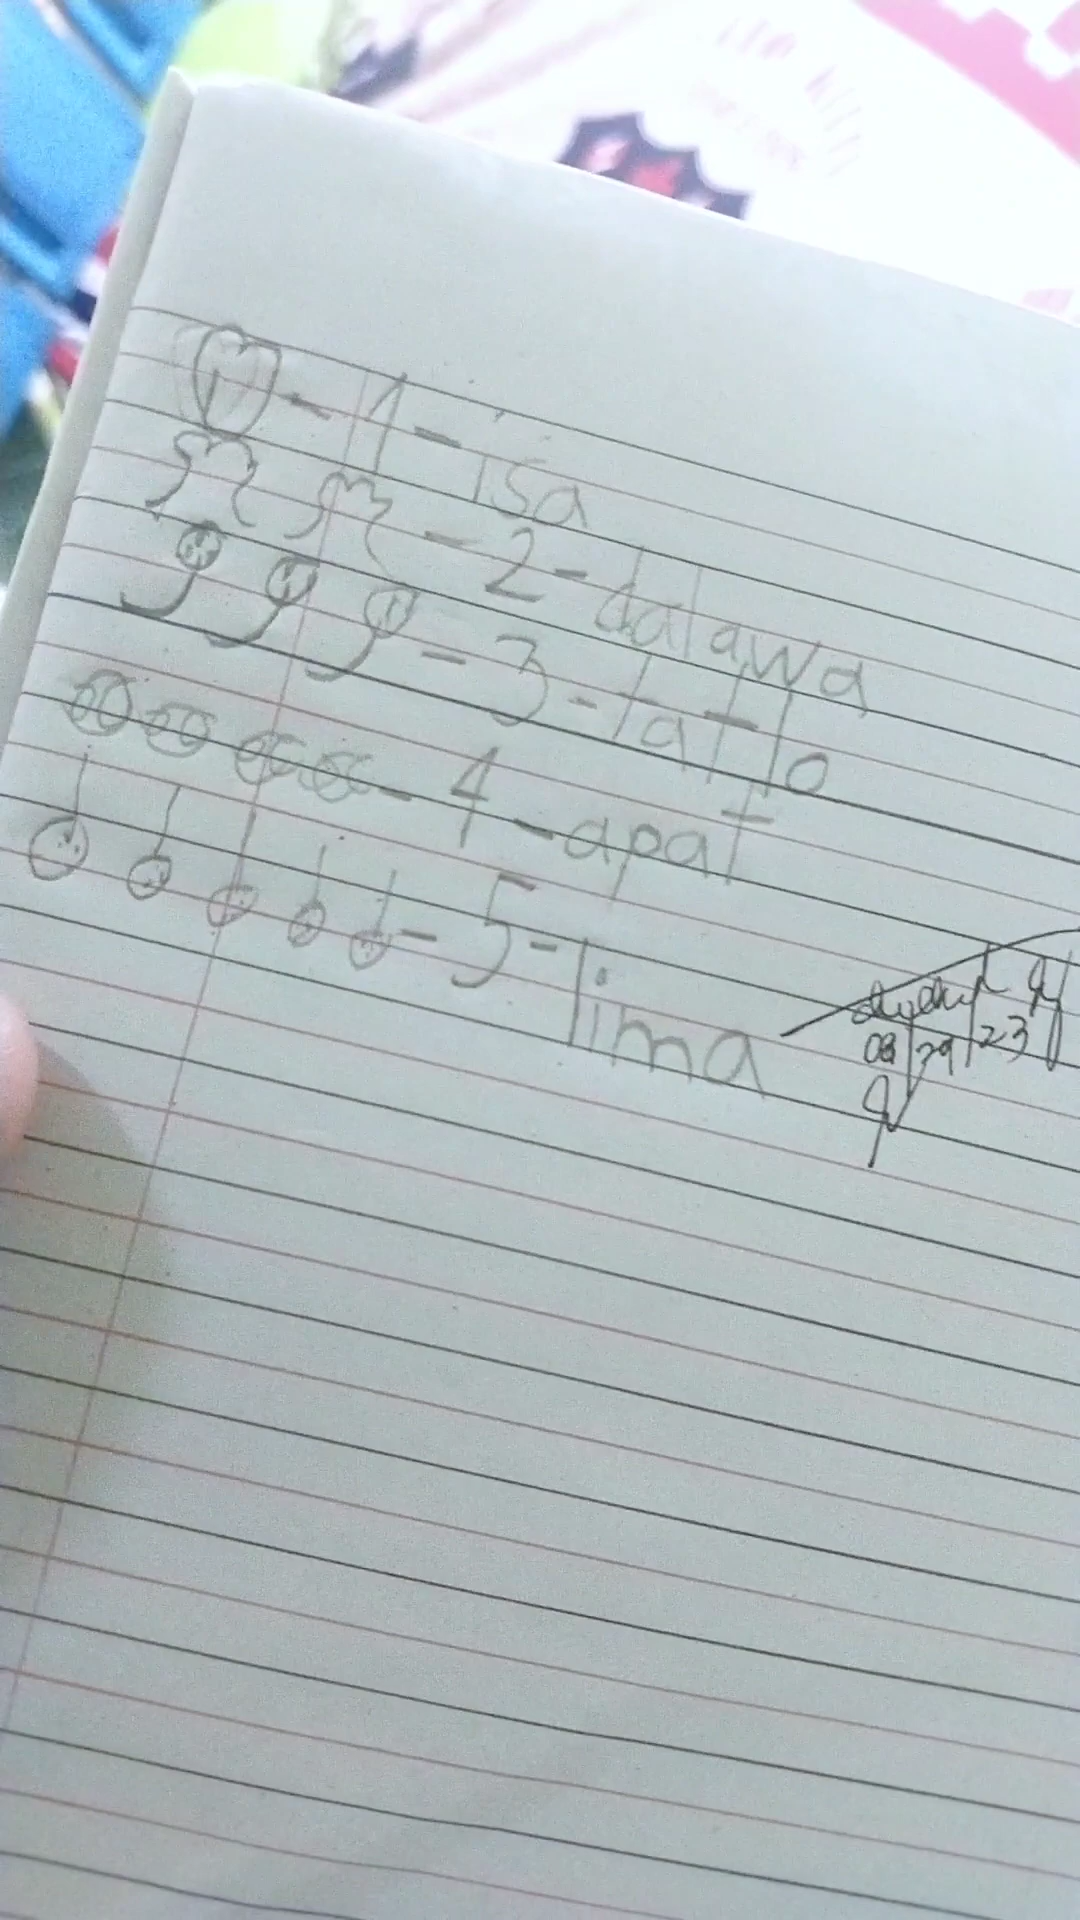 1 - isa
- 2 - dalawa
- 3 - Tatlo
- 4 - apat
- 5 - lima
08/29/23